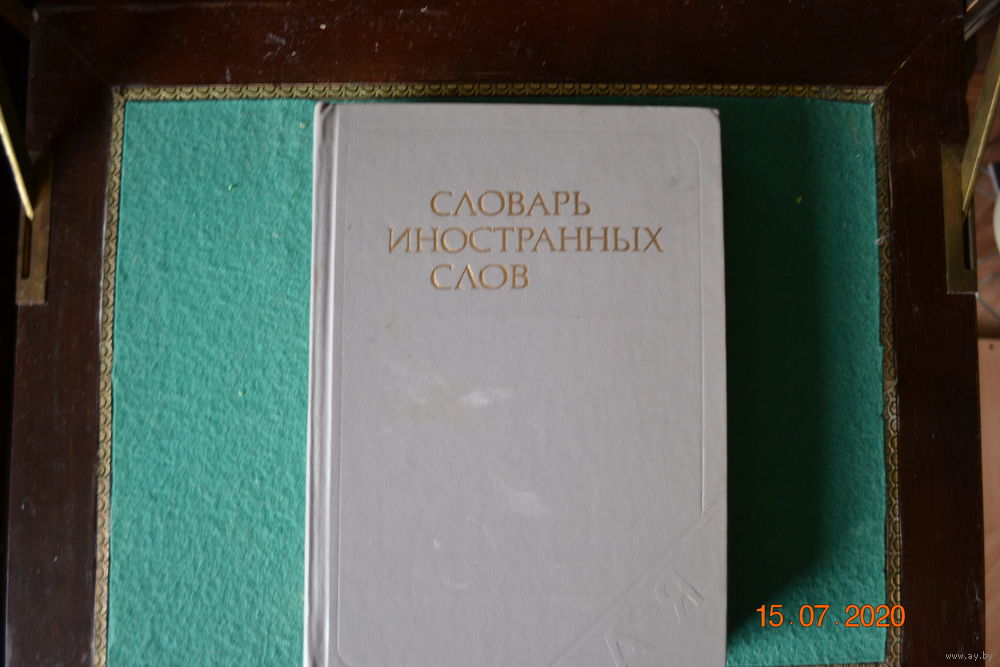 СЛОВАРЬ
ИНОСТРАННЫХ
СЛОВ
Я
А
15.07.2020
www.ay.by